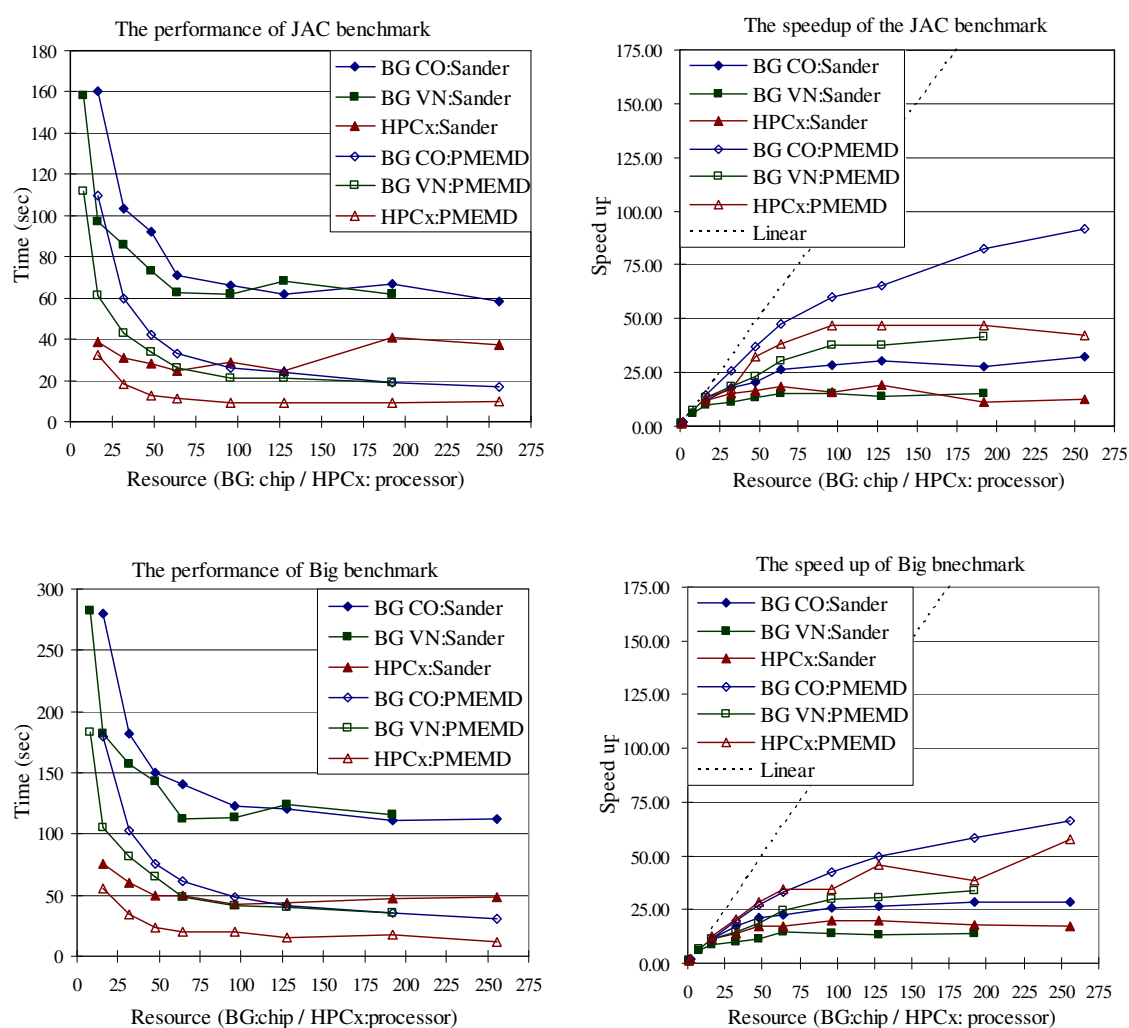 The performance of JAC benchmark
180
160
140
120
100
80
60
40
20
0
Time (sec)
BG CO:Sander
BG VN:Sander
HPCx:Sander
BG CO:PMEMD
BG VN:PMEMD
HPCx:PMEMD
0 25 50 75 100 125 150 175 200 225 250 275
Resource (BG: chip / HPCx: processor)
The speedup of the JAC benchmark
175.00
150.00
125.00
100.00
75.00
50.00
25.00
0.00
Speed up
BG CO:Sander
BG VN:Sander
HPCx:Sander
BG CO:PMEMD
BG VN:PMEMD
HPCx:PMEMD
Linear
0 25 50 75 100 125 150 175 200 225 250 275
Resource (BG: chip / HPCx: processor)
The performance of Big benchmark
300
250
200
150
100
50
0
Time (sec)
BG CO:Sander
BG VN:Sander
HPCx:Sander
BG CO:PMEMD
BG VN:PMEMD
HPCx:PMEMD
0 25 50 75 100 125 150 175 200 225 250 275
Resource (BG:chip / HPCx:processor)
The speed up of Big bnechmark
175.00
150.00
125.00
100.00
75.00
50.00
25.00
0.00
Speed up
BG CO:Sander
BG VN:Sander
HPCx:Sander
BG CO:PMEMD
BG VN:PMEMD
HPCx:PMEMD
Linear
0 25 50 75 100 125 150 175 200 225 250 275
Resource (BG:chip / HPCx: processor)